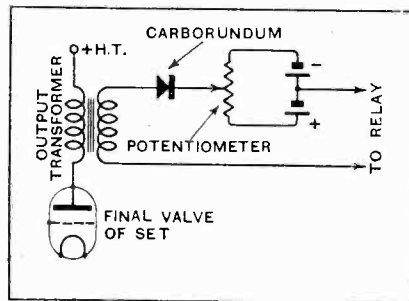 CARBORUNDUM
+H.T.
-
OUTPUT
TRANSFORMER
POTENTIOMETER
+
TO RELAY
FINAL VALVE
OF SET